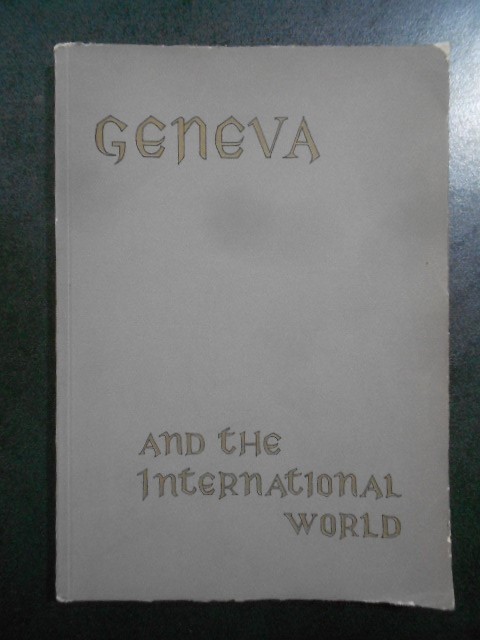 GENEVA
AND THE
INTERNATIONAL
WORLD